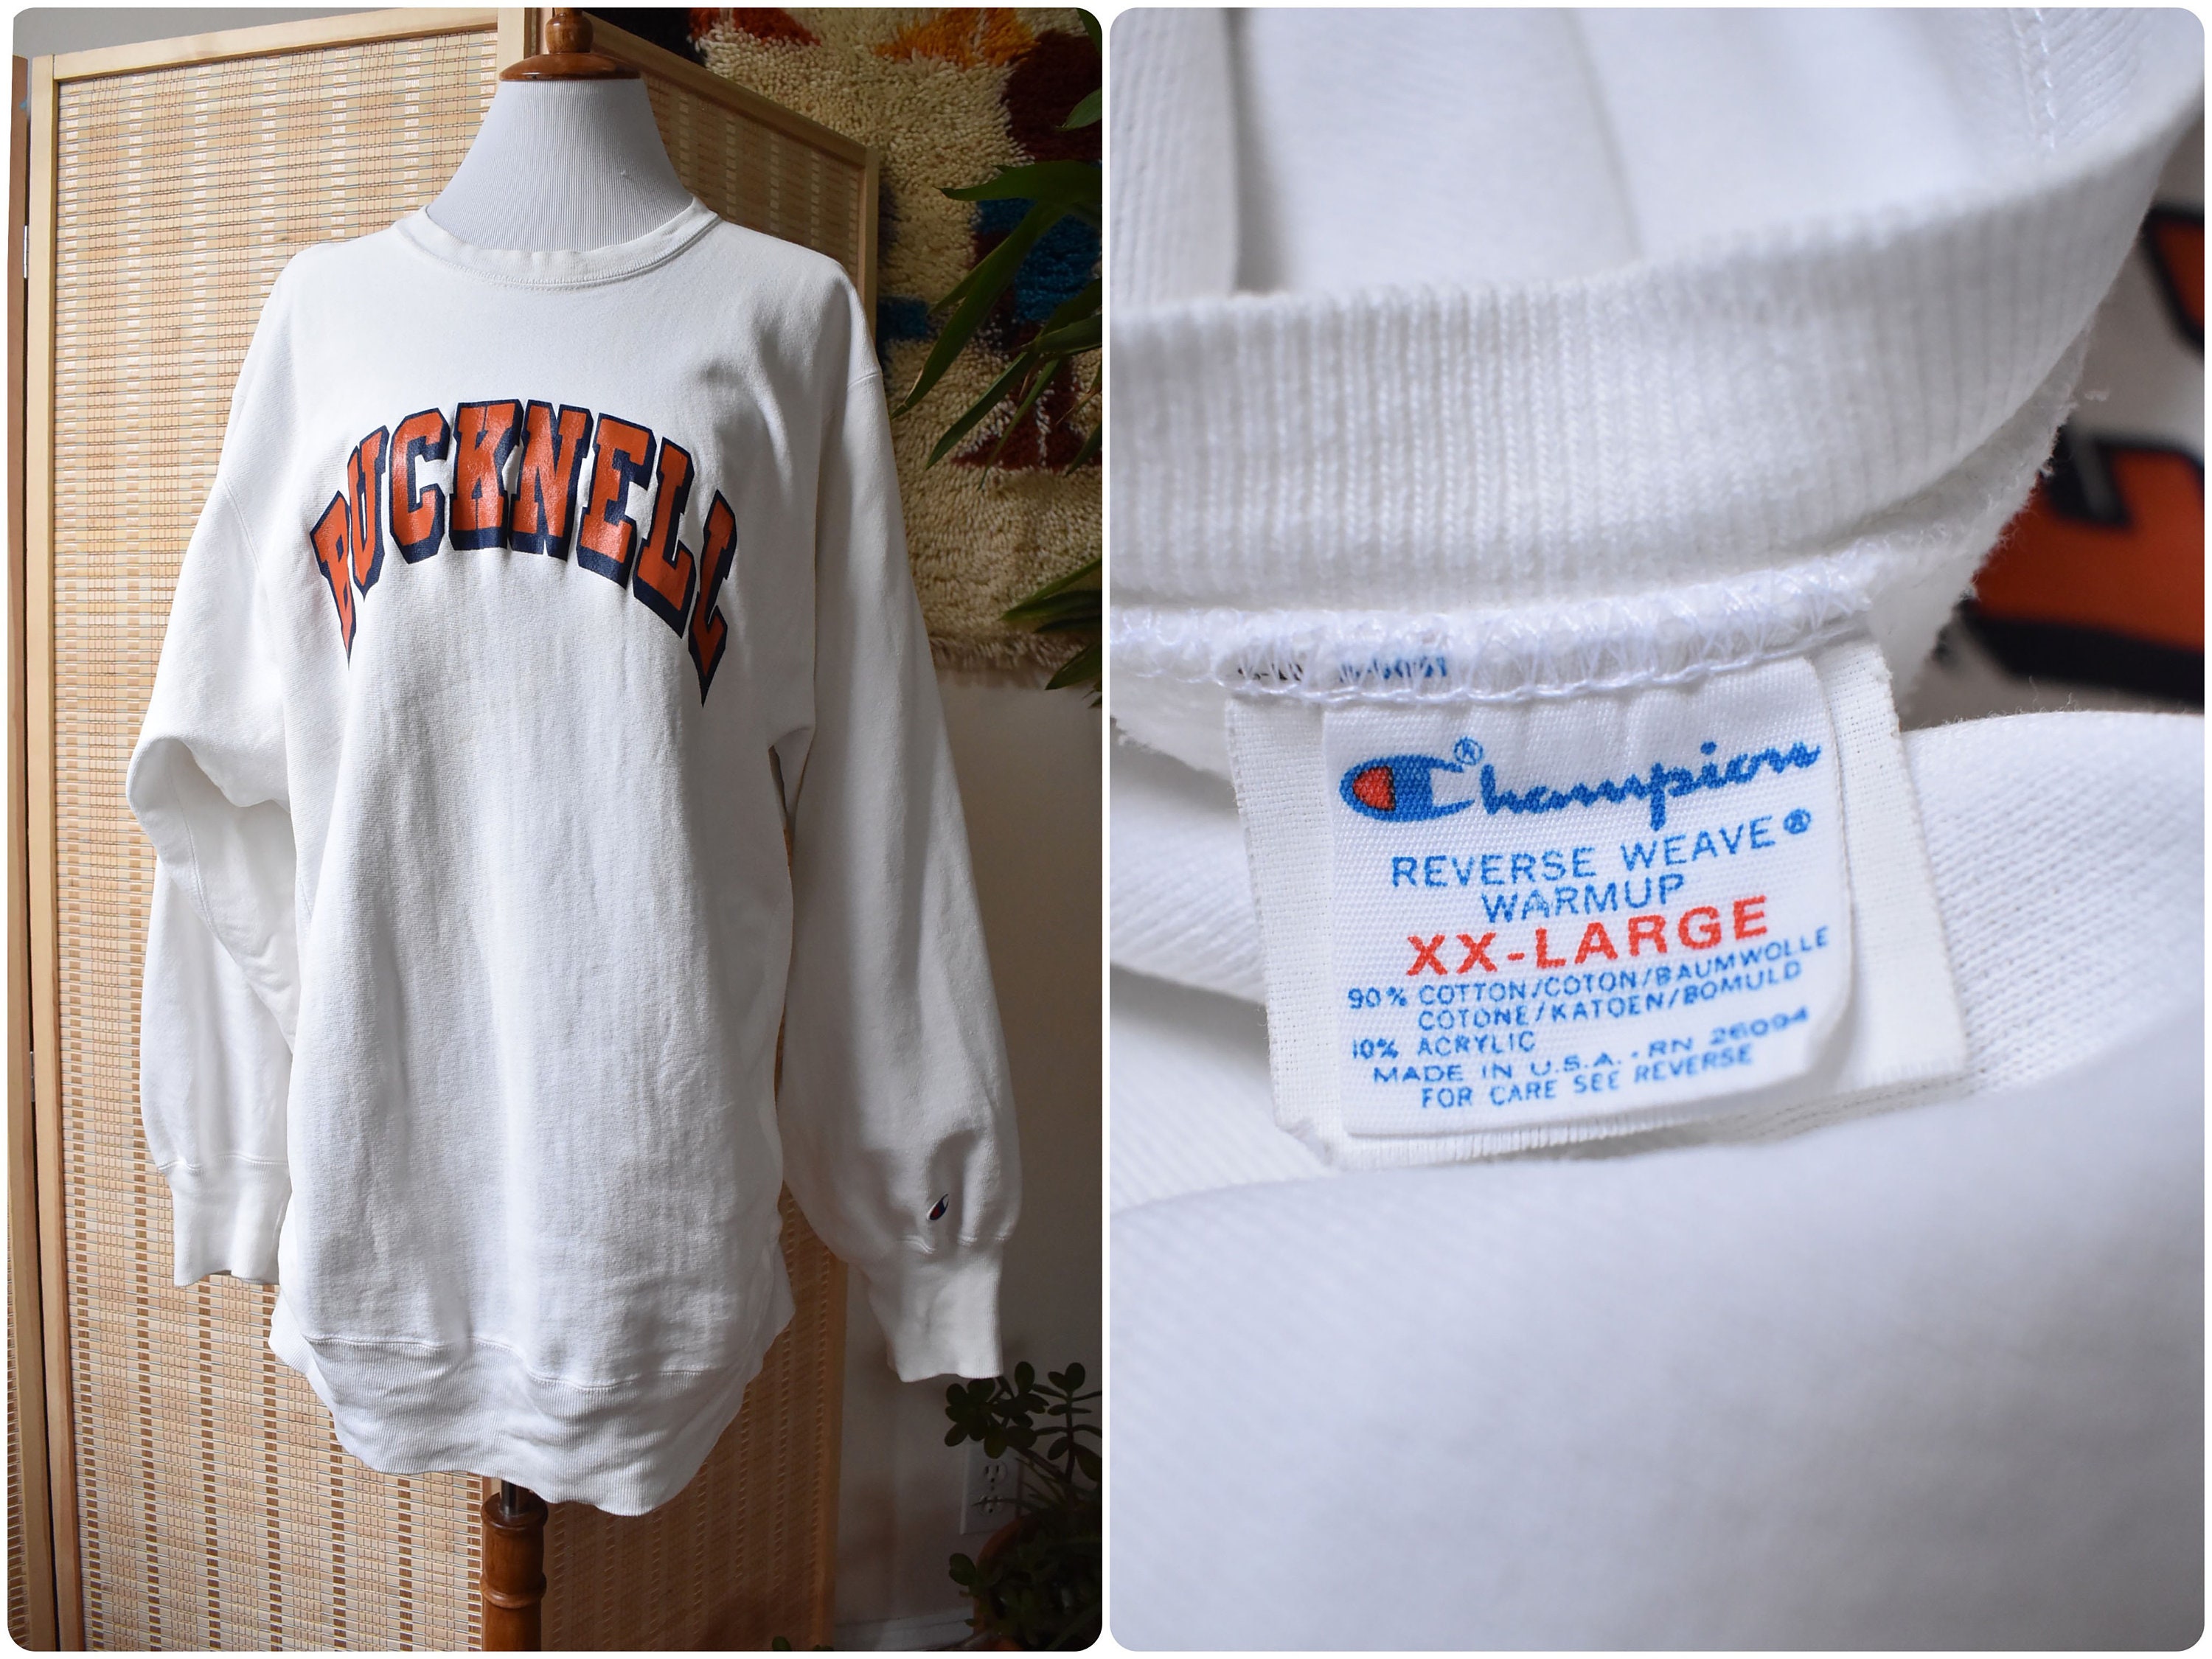 BUCKNELL
Champion®
REVERSE WEAVE®
WARMUP
XX-LARGE
90% COTTON/COTON/BAUMWOLLE
COTONE/KATOEN/BOMULD
10% ACRYLIC
MADE IN U.S.A. - RN 26094
FOR CARE SEE REVERSE